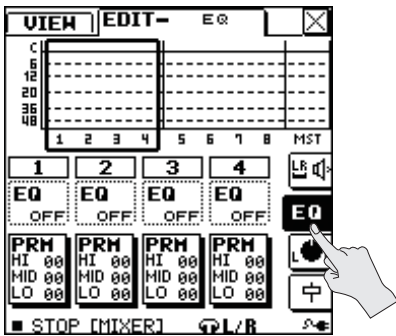 VIEW EDIT- EQ
C
6
12
20
36
48
1 2 3 4 5 6 7 8 MST
1 2 3 4 LR
EQ EQ EQ EQ EQ
OFF OFF OFF OFF
PRM PRM PRM PRM L
HI 00 HI 00 HI 00 HI 00
MID 00 MID 00 MID 00 MID 00
LO 00 LO 00 LO 00 LO 00
STOP [MIXER] L/R